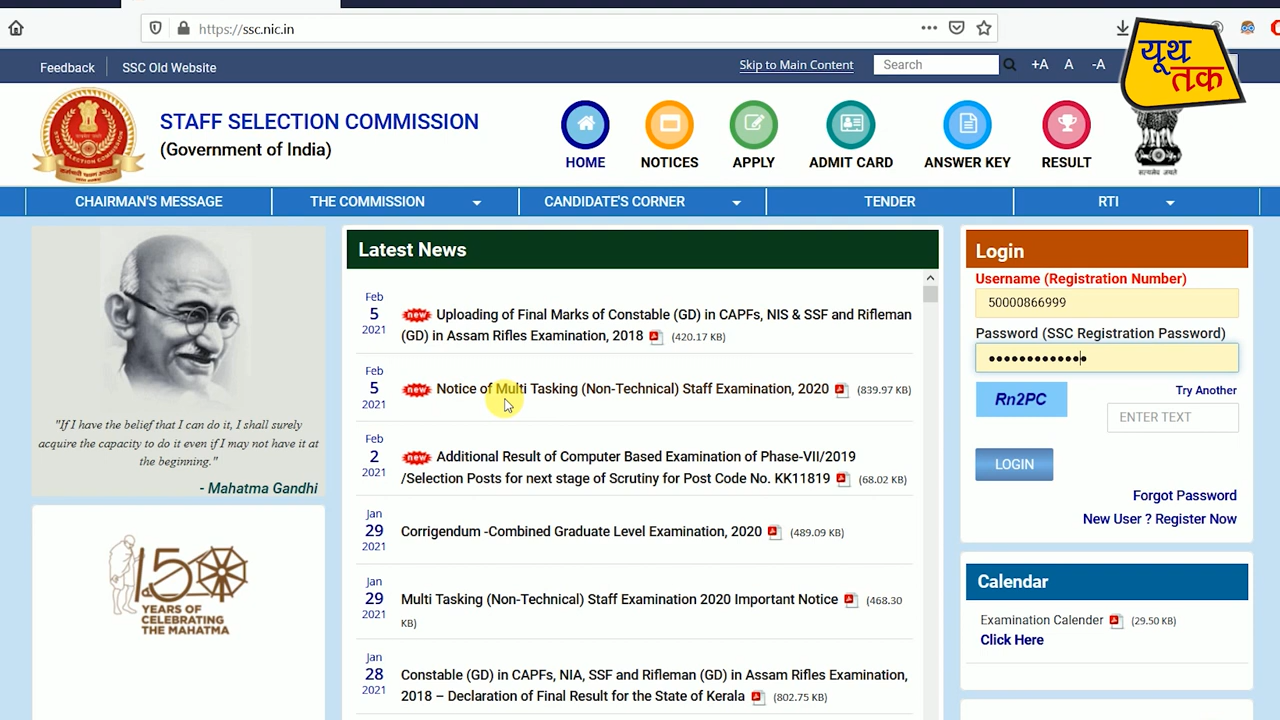 https://ssc.nic.in
यूथ
तक
Feedback
SSC Old Website
Skip to Main Content
Search
+A
A
-A
STAFF SELECTION COMMISSION
(Government of India)
HOME
NOTICES
APPLY
ADMIT CARD
ANSWER KEY
RESULT
सत्यमेव जयते
CHAIRMAN'S MESSAGE
THE COMMISSION
CANDIDATE'S CORNER
TENDER
RTI
"If I have the belief that I can do it, I shall surely
acquire the capacity to do it even if I may not have it at
the beginning."
- Mahatma Gandhi
150
YEARS OF
CELEBRATING
THE MAHATMA
Latest News
Feb
5
2021
new Uploading of Final Marks of Constable (GD) in CAPFs, NIS & SSF and Rifleman
(GD) in Assam Rifles Examination, 2018 (420.17 KB)
Feb
5
2021
new Notice of Multi Tasking (Non-Technical) Staff Examination, 2020 (839.97 KB)
Feb
2
2021
new Additional Result of Computer Based Examination of Phase-VII/2019
/Selection Posts for next stage of Scrutiny for Post Code No. KK11819 (68.02 KB)
Jan
29
2021
Corrigendum -Combined Graduate Level Examination, 2020 (489.09 KB)
Jan
29
2021
Multi Tasking (Non-Technical) Staff Examination 2020 Important Notice (468.30
KB)
Jan
28
2021
Constable (GD) in CAPFs, NIA, SSF and Rifleman (GD) in Assam Rifles Examination,
2018 – Declaration of Final Result for the State of Kerala (802.75 KB)
Login
Username (Registration Number)
50000866999
Password (SSC Registration Password)
Rn2PC
Try Another
ENTER TEXT
LOGIN
Forgot Password
New User ? Register Now
Calendar
Examination Calender (29.50 KB)
Click Here